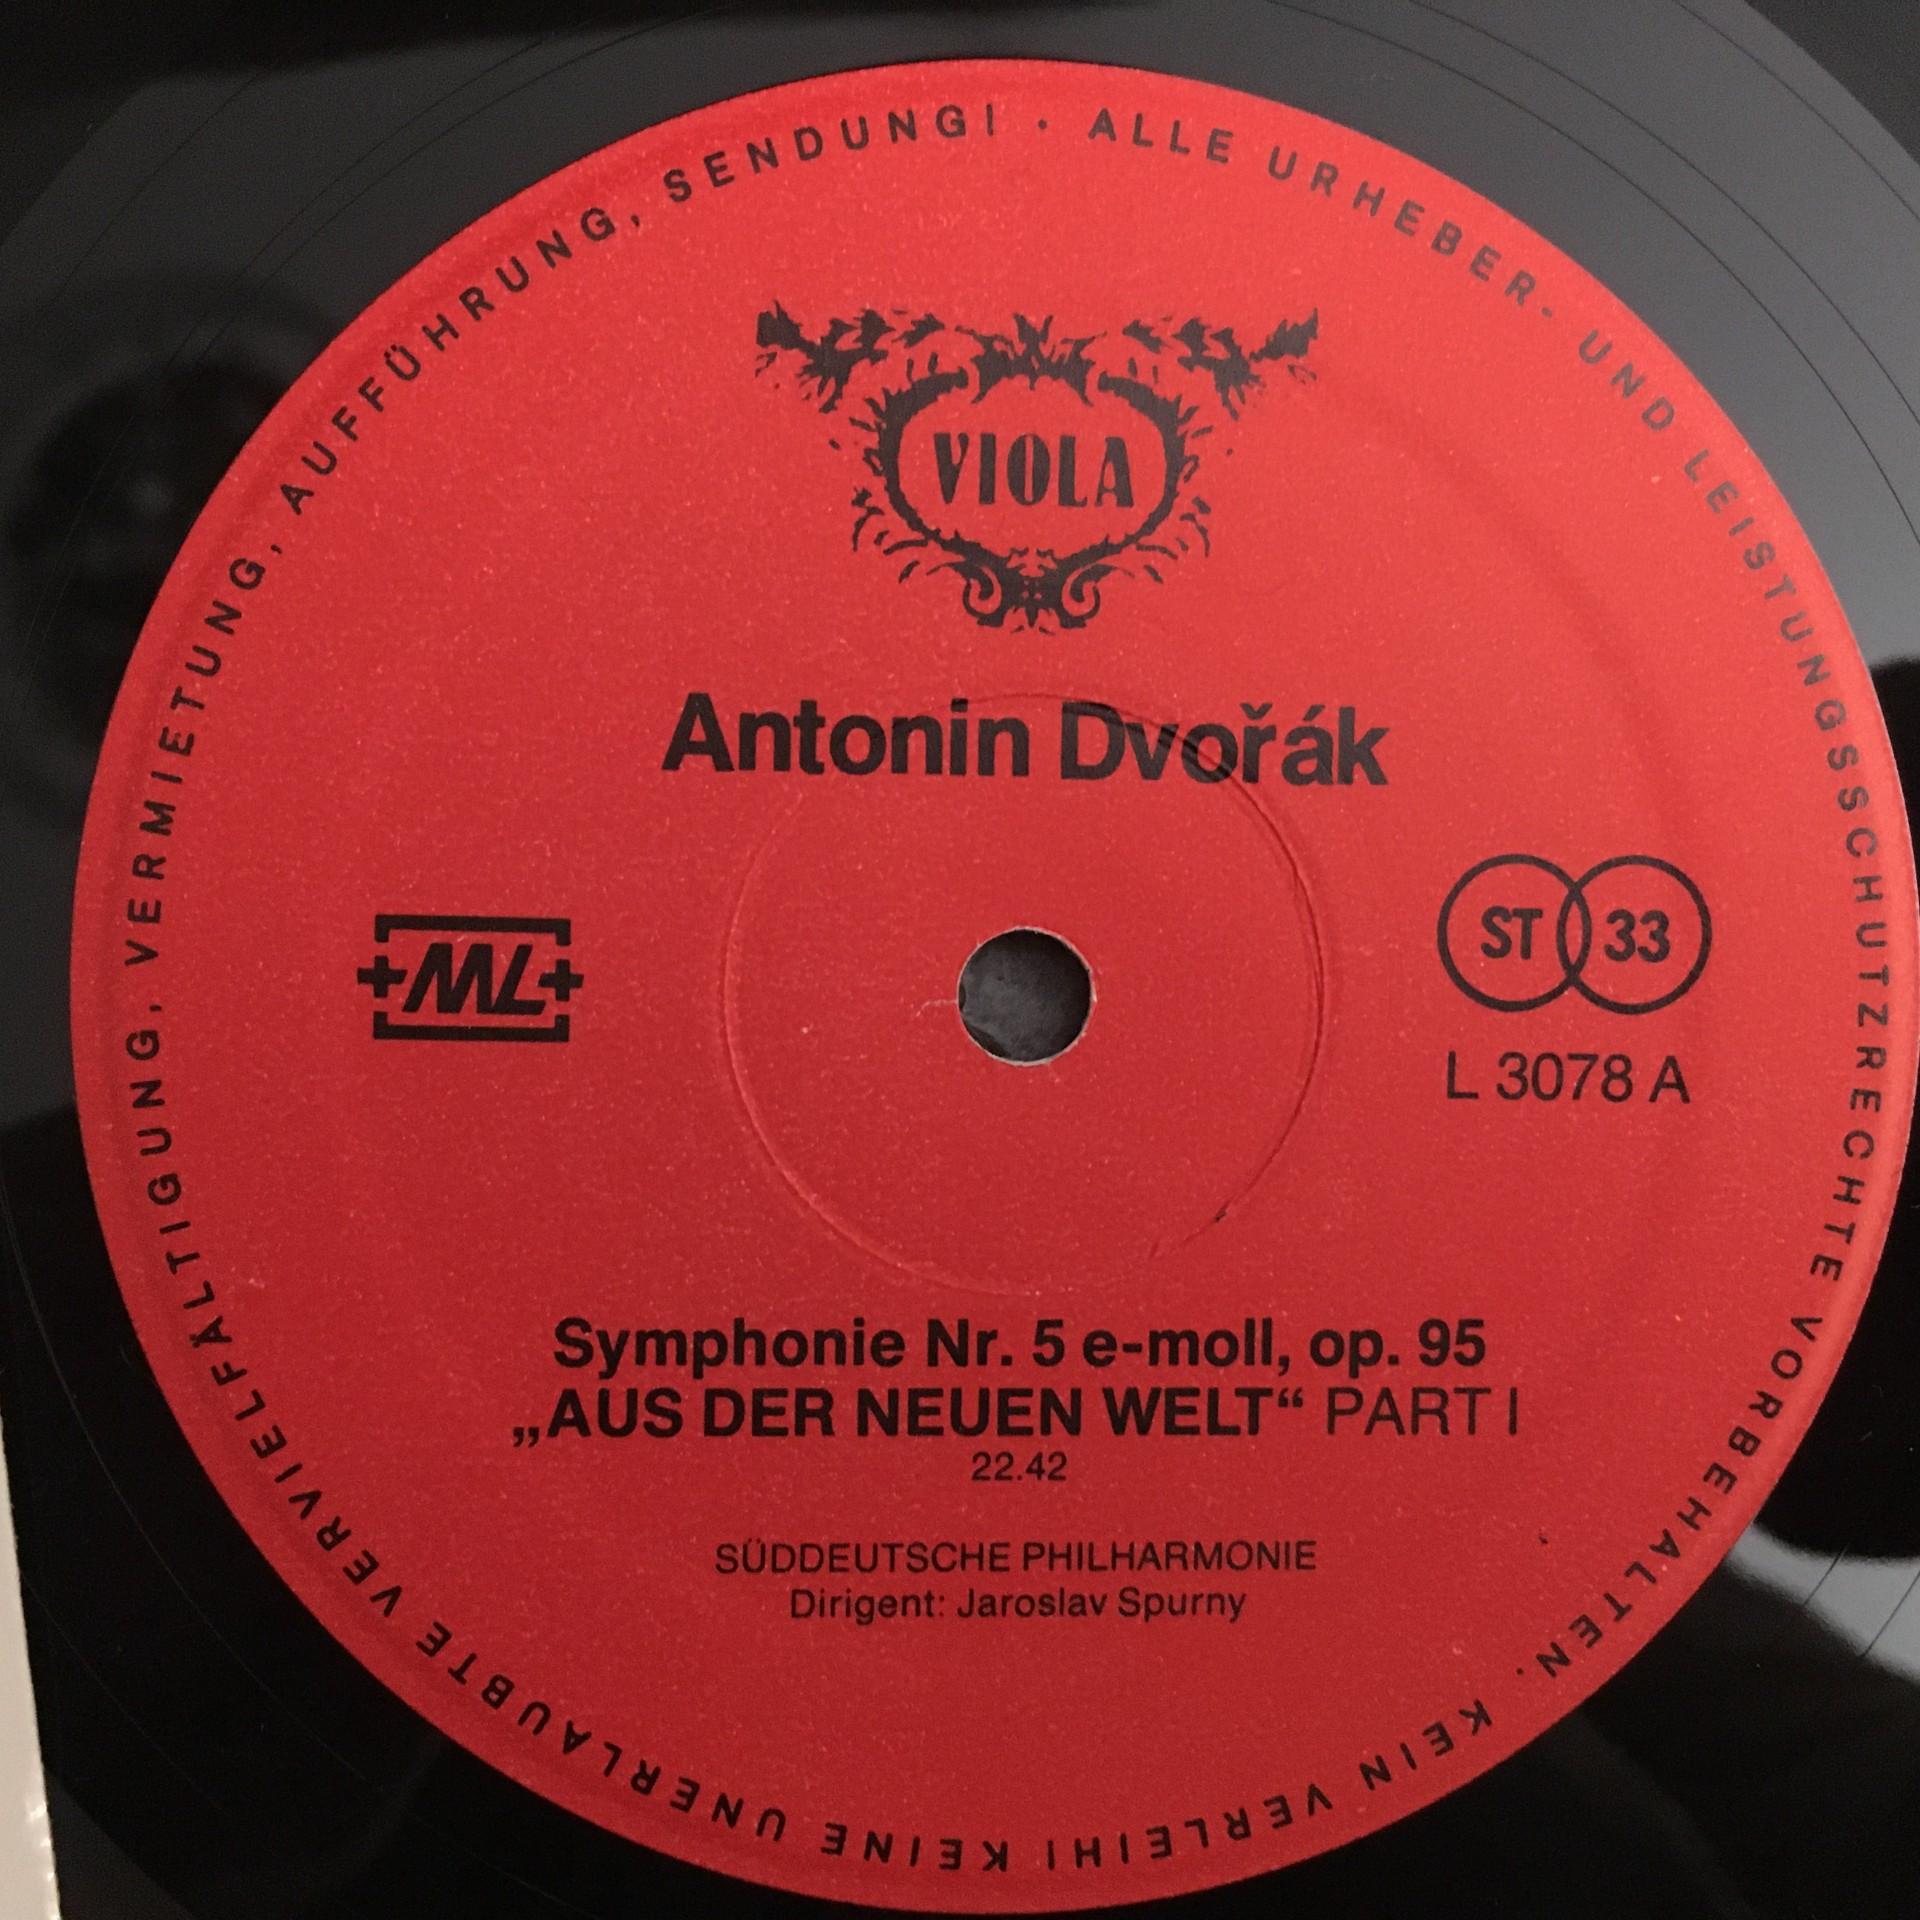 ALLE URHEBER- UND LEISTUNGSSCHUTZRECHTE VORBEHALTEN. KEIN VERLEIH! KEINE UNERLAUBTE VERVIELFÄLTIGUNG, VERMIETUNG, AUFFÜHRUNG, SENDUNG! ·
VIOLA
Antonin Dvořák
+ML+
ST 33
L 3078 A
Symphonie Nr. 5 e-moll, op. 95
„AUS DER NEUEN WELT“ PART I
22.42
SÜDDEUTSCHE PHILHARMONIE
Dirigent: Jaroslav Spurny